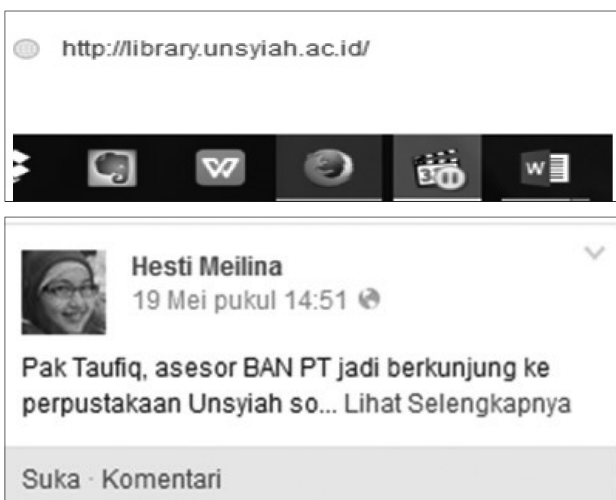 http://library.unsyiah.ac.id/
W
Hesti Meilina
19 Mei pukul 14:51
Pak Taufiq, asesor BAN PT jadi berkunjung ke
perpustakaan Unsyiah so... Lihat Selengkapnya
Suka · Komentari